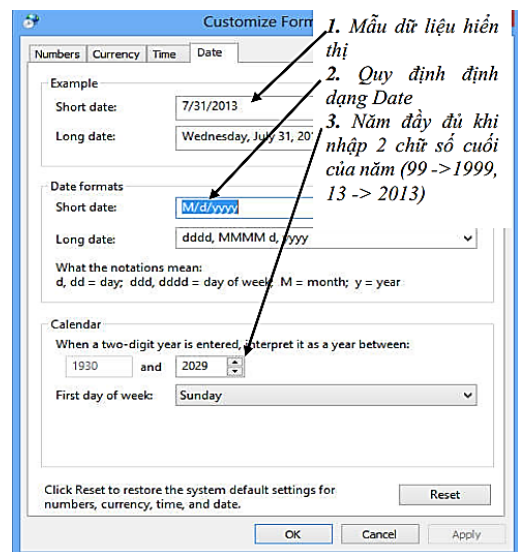 Customize Form
1. Mẫu dữ liệu hiển
thị
2. Quy định định
dạng Date
3. Năm đầy đủ khi
nhập 2 chữ số cuối
của năm (99 ->1999,
13 -> 2013)
Numbers Currency Time Date
Example
Short date: 7/31/2013
Long date: Wednesday, July 31, 201
Date formats
Short date: M/d/yyyy
Long date: dddd, MMMM d, yyyy
What the notations mean:
d, dd = day; ddd, dddd = day of week; M = month; y = year
Calendar
When a two-digit year is entered, interpret it as a year between:
1930 and 2029
First day of week: Sunday
Click Reset to restore the system default settings for
numbers, currency, time, and date.
Reset
OK Cancel Apply